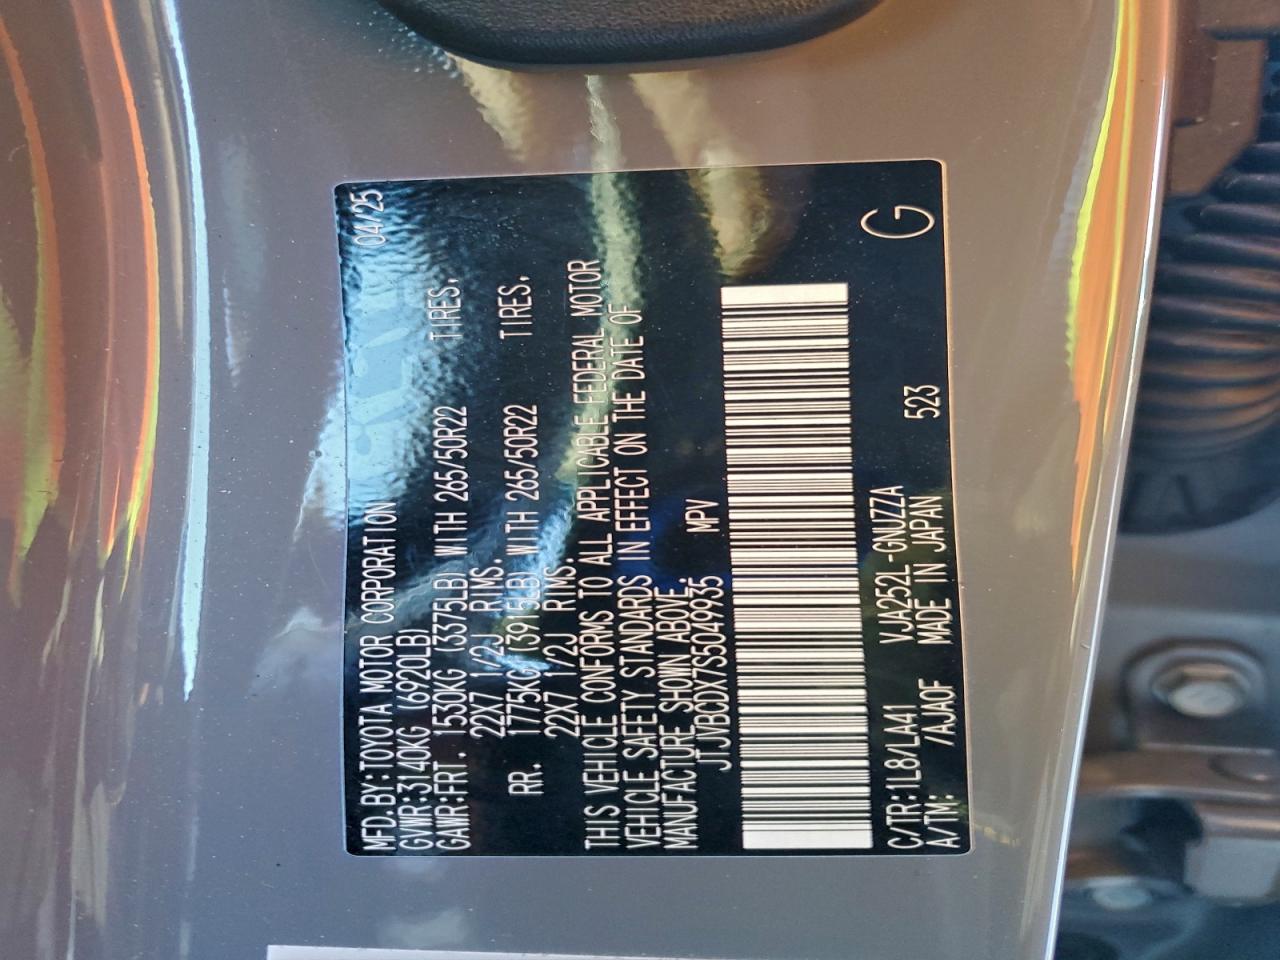 MFD.BY:TOYOTA MOTOR CORPORATION 04/25
GVWR:3140KG (6920LB)
GAWR:FRT. 1530KG (3375LB) WITH 265/50R22 TIRES,
22X7 1/2J RIMS.
RR. 1775KG (3915LB) WITH 265/50R22 TIRES,
22X7 1/2J RIMS.
THIS VEHICLE CONFORMS TO ALL APPLICABLE FEDERAL MOTOR
VEHICLE SAFETY STANDARDS IN EFFECT ON THE DATE OF
MANUFACTURE SHOWN ABOVE.
JTJVBCDX7S5049935 MPV
C/TR:1L8/LA41 VJA252L-GNUZZA
A/TM: /AJA0F MADE IN JAPAN 523
G